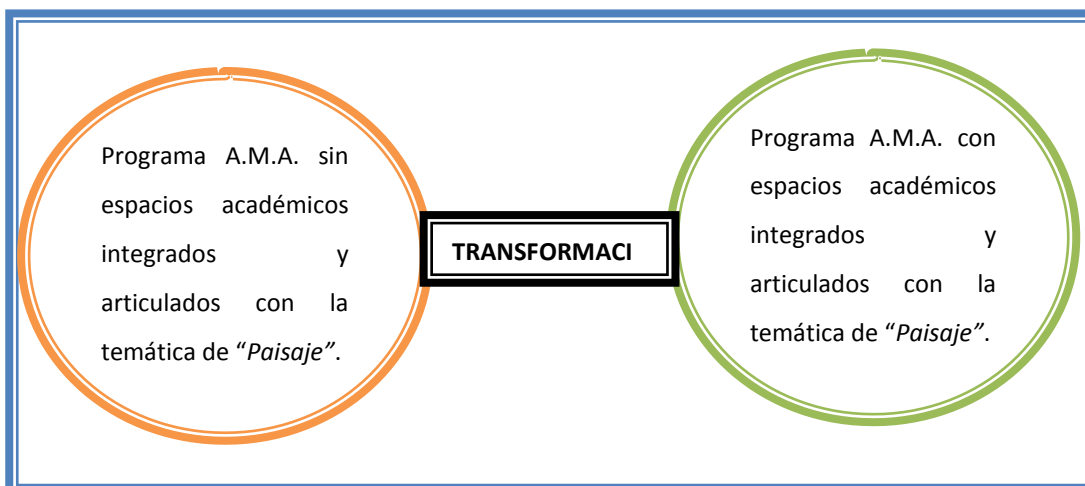 Programa A.M.A. sin
espacios académicos
integrados y
articulados con la
temática de “Paisaje”.
TRANSFORMACI
Programa A.M.A. con
espacios académicos
integrados y
articulados con la
temática de “Paisaje”.